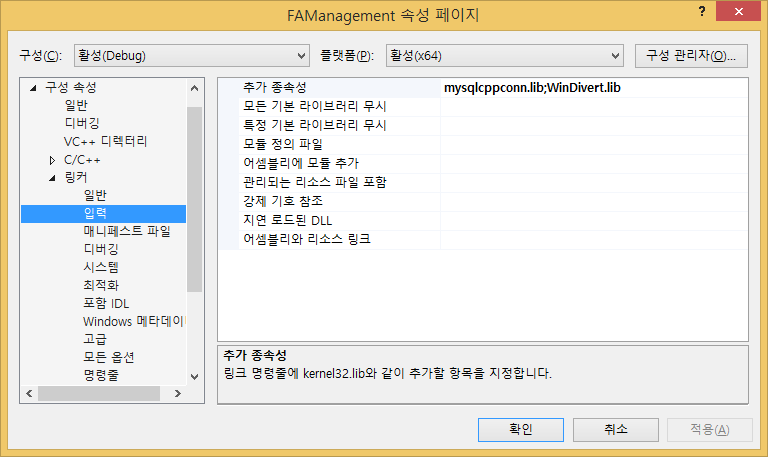 FAManagement 속성 페이지
?
구성(C): 활성(Debug) 플랫폼(P): 활성(x64) 구성 관리자(O)...
구성 속성
일반
디버깅
VC++ 디렉터리
C/C++
링커
일반
입력
매니페스트 파일
디버깅
시스템
최적화
포함 IDL
Windows 메타데이
고급
모든 옵션
명령줄
추가 종속성 mysqlcppconn.lib;WinDivert.lib
모든 기본 라이브러리 무시
특정 기본 라이브러리 무시
모듈 정의 파일
어셈블리에 모듈 추가
관리되는 리소스 파일 포함
강제 기호 참조
지연 로드된 DLL
어셈블리와 리소스 링크
추가 종속성
링크 명령줄에 kernel32.lib와 같이 추가할 항목을 지정합니다.
확인 취소 적용(A)